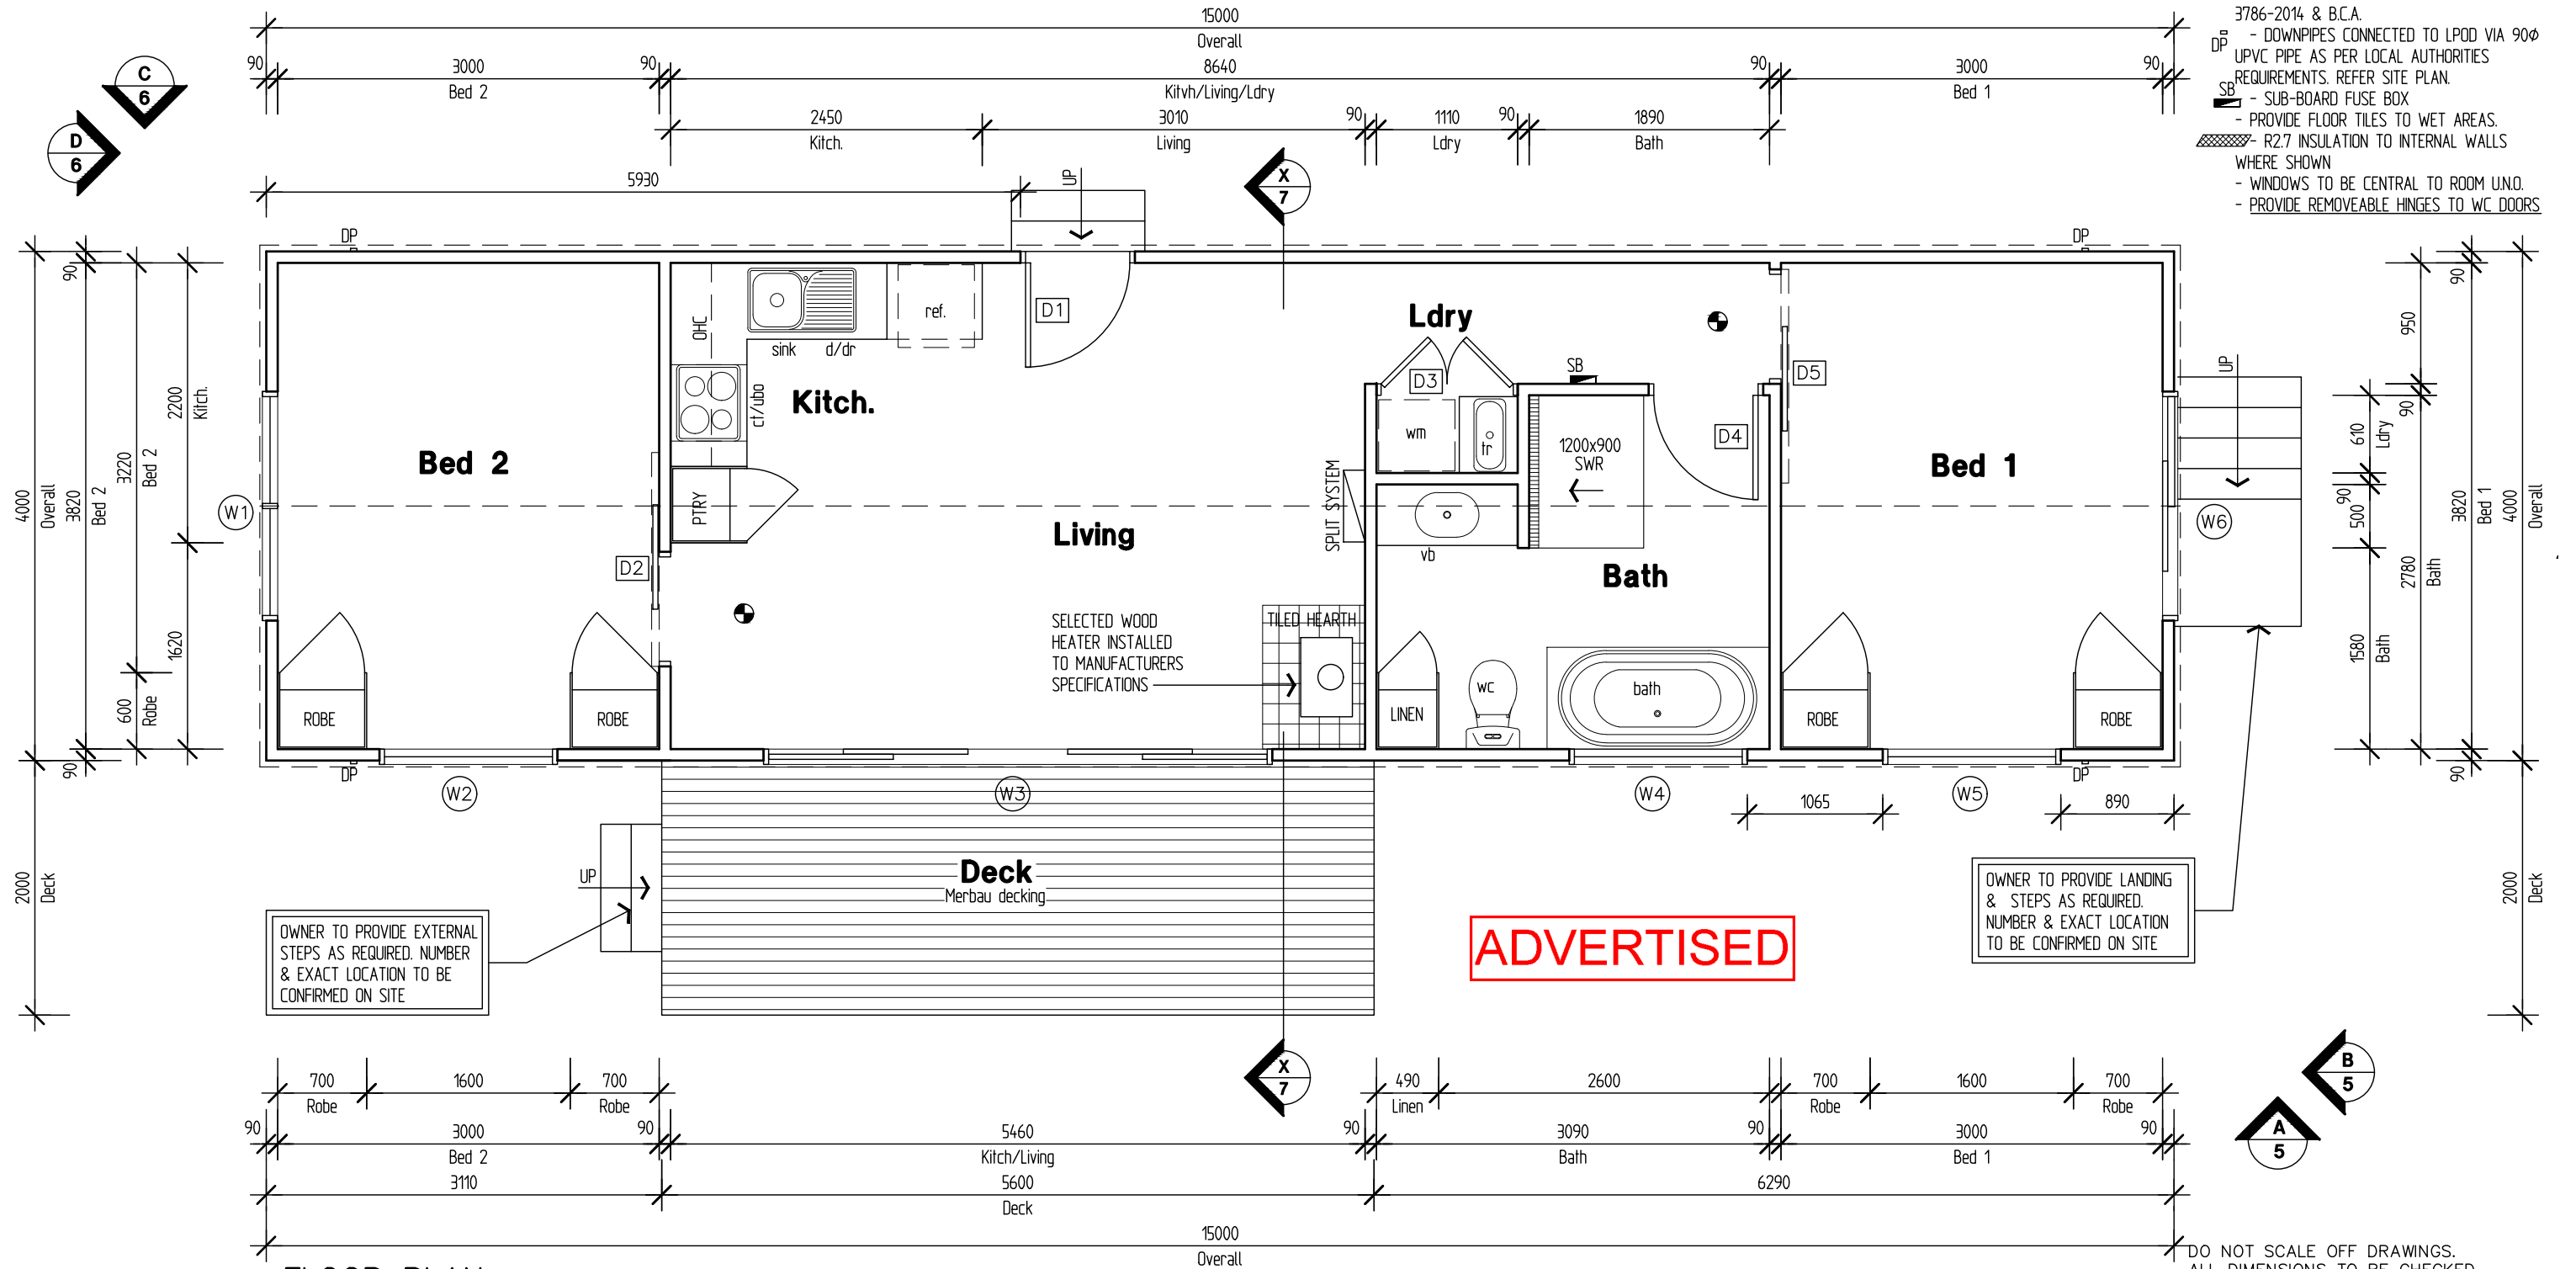 15000
Overall
90
3000
Bed 2
90
8640
Kitvh/Living/Ldry
90
3000
Bed 1
90
2450
Kitch.
3010
Living
90
1110
Ldry
90
1890
Bath
5930
UP
C
6
D
6
X
7
3786-2014 & B.C.A.
DP - DOWNPIPES CONNECTED TO LPOD VIA 90Ø
UPVC PIPE AS PER LOCAL AUTHORITIES
REQUIREMENTS. REFER SITE PLAN.
SB - SUB-BOARD FUSE BOX
- PROVIDE FLOOR TILES TO WET AREAS.
- R2.7 INSULATION TO INTERNAL WALLS
WHERE SHOWN
- WINDOWS TO BE CENTRAL TO ROOM U.N.O.
- PROVIDE REMOVEABLE HINGES TO WC DOORS
DP
DP
4000
Overall
90
3820
Bed 2
90
3220
Bed 2
600
Robe
2200
Kitch.
1620
2000
Deck
W1
Bed 2
D2
ROBE
ROBE
OHC
sink
d/dr
ref.
ct/ubo
Kitch.
PTRY
D1
Living
SELECTED WOOD
HEATER INSTALLED
TO MANUFACTURERS
SPECIFICATIONS
TILED HEARTH
SPLIT SYSTEM
Ldry
D3
wm
tr
SB
1200x900
SWR
D4
D5
vb
Bath
LINEN
WC
bath
Bed 1
ROBE
ROBE
UP
W6
950
90
610
Ldry
90
500
1580
Bath
2780
Bath
90
3820
Bed 1
90
4000
Overall
2000
Deck
DP
DP
W2
W3
W4
W5
1065
890
UP
Deck
Merbau decking
OWNER TO PROVIDE EXTERNAL
STEPS AS REQUIRED. NUMBER
& EXACT LOCATION TO BE
CONFIRMED ON SITE
ADVERTISED
OWNER TO PROVIDE LANDING
& STEPS AS REQUIRED.
NUMBER & EXACT LOCATION
TO BE CONFIRMED ON SITE
X
7
B
5
A
5
700
Robe
1600
700
Robe
490
Linen
2600
700
Robe
1600
700
Robe
90
3000
Bed 2
90
5460
Kitch/Living
90
3090
Bath
90
3000
Bed 1
90
3110
5600
Deck
6290
15000
Overall
FLOOR PLAN
DO NOT SCALE OFF DRAWINGS.
ALL DIMENSIONS TO BE CHECKED